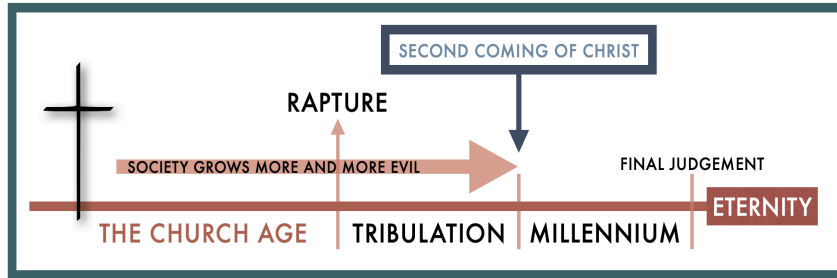 SECOND COMING OF CHRIST
RAPTURE
SOCIETY GROWS MORE AND MORE EVIL
FINAL JUDGEMENT
ETERNITY
THE CHURCH AGE
TRIBULATION
MILLENNIUM